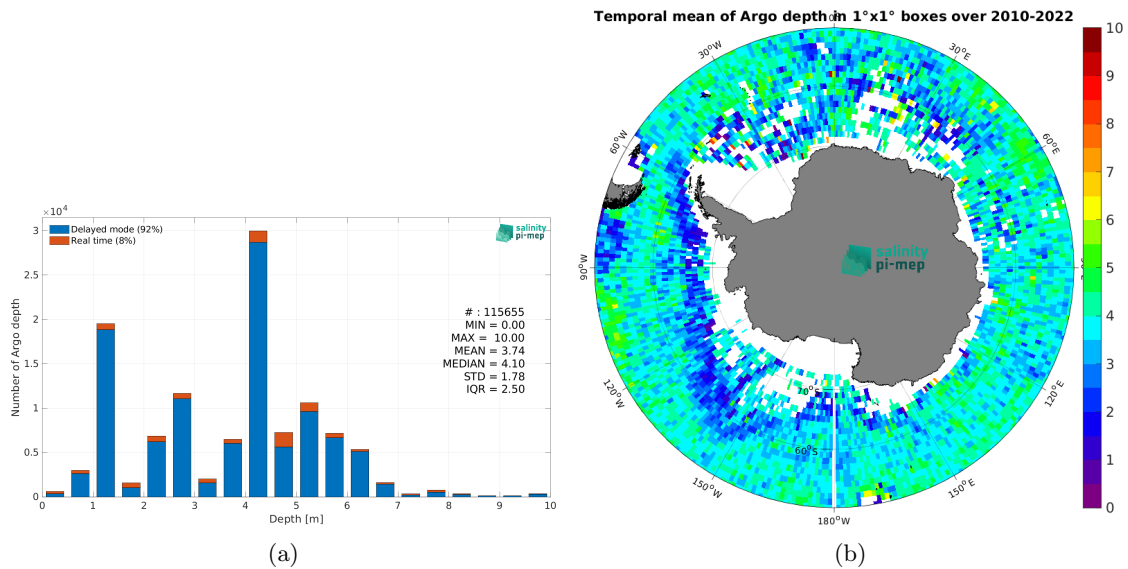 ×10⁴
3
2.5
2
1.5
1
0.5
0
0
1
2
3
4
5
6
7
8
9
10
Number of Argo depth
Depth [m]
Delayed mode (92%)
Real time (8%)
salinity
pi-mep
# : 115655
MIN = 0.00
MAX = 10.00
MEAN = 3.74
MEDIAN = 4.10
STD = 1.78
IQR = 2.50
(a)
Temporal mean of Argo depth in 1°x1° boxes over 2010-2022
30°W
30°E
60°W
60°E
90°W
120°W
120°E
150°W
150°E
180°W
70°S
60°S
salinity
pi-mep
10
9
8
7
6
5
4
3
2
1
0
(b)